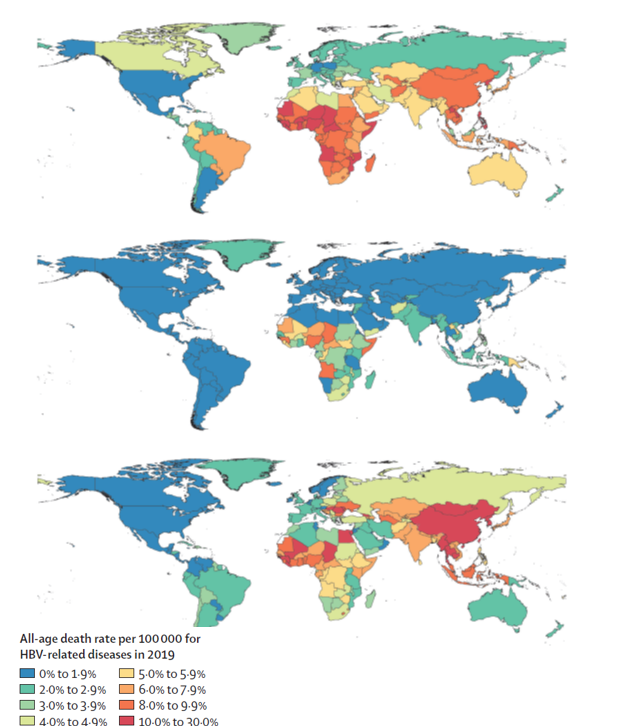 All-age death rate per 100 000 for
HBV-related diseases in 2019
0% to 1·9%
5·0% to 5·9%
2·0% to 2·9%
6·0% to 7·9%
3·0% to 3·9%
8·0% to 9·9%
4·0% to 4·9%
10·0% to 30·0%